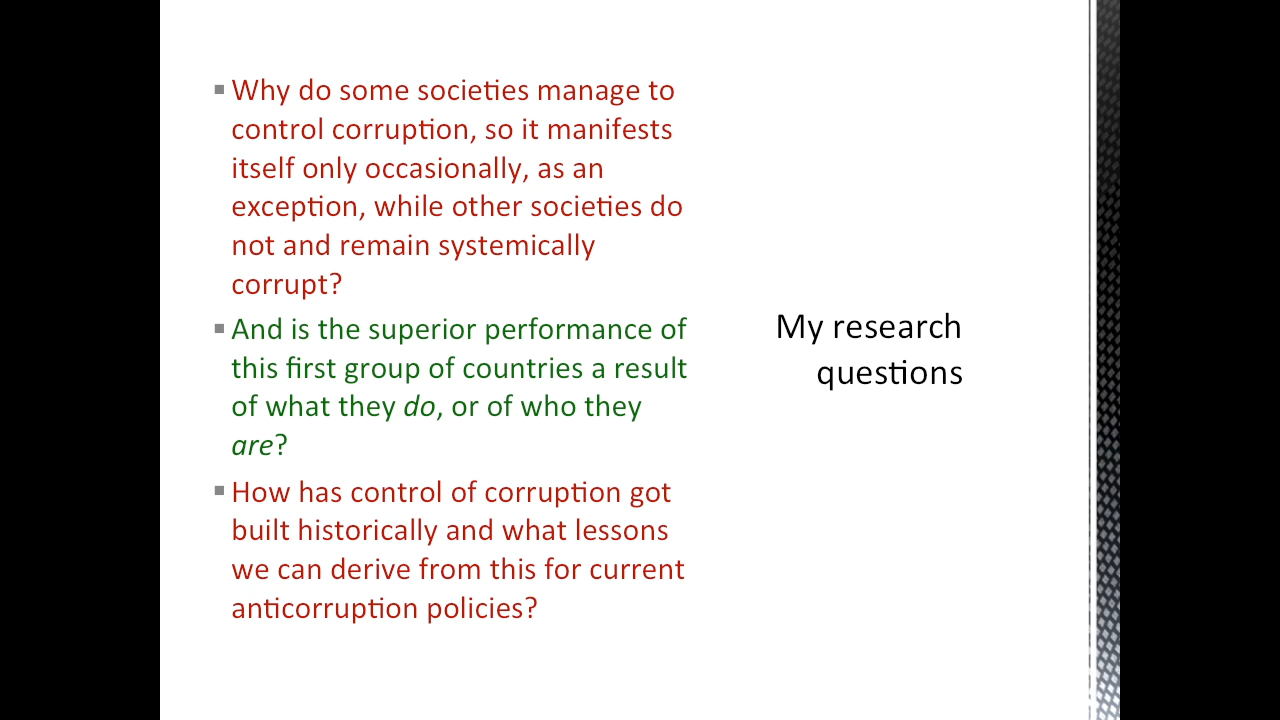 ▪ Why do some societies manage to
control corruption, so it manifests
itself only occasionally, as an
exception, while other societies do
not and remain systemically
corrupt?
▪ And is the superior performance of
this first group of countries a result
of what they do, or of who they
are?
▪ How has control of corruption got
built historically and what lessons
we can derive from this for current
anticorruption policies?
My research
questions